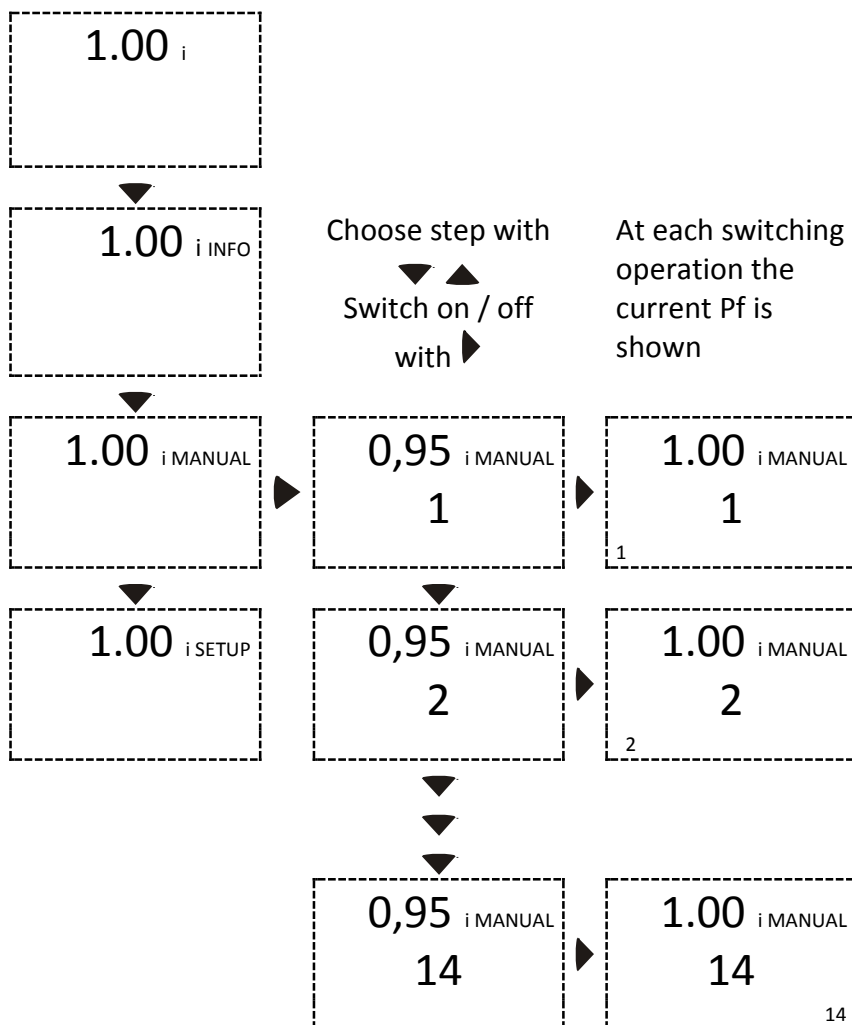 1.00 i
1.00 i INFO
Choose step with
Switch on / off
with
At each switching
operation the
current Pf is
shown
1.00 i MANUAL
0,95 i MANUAL
1
1.00 i MANUAL
1
1
1.00 i SETUP
0,95 i MANUAL
2
1.00 i MANUAL
2
2
0,95 i MANUAL
14
1.00 i MANUAL
14
14